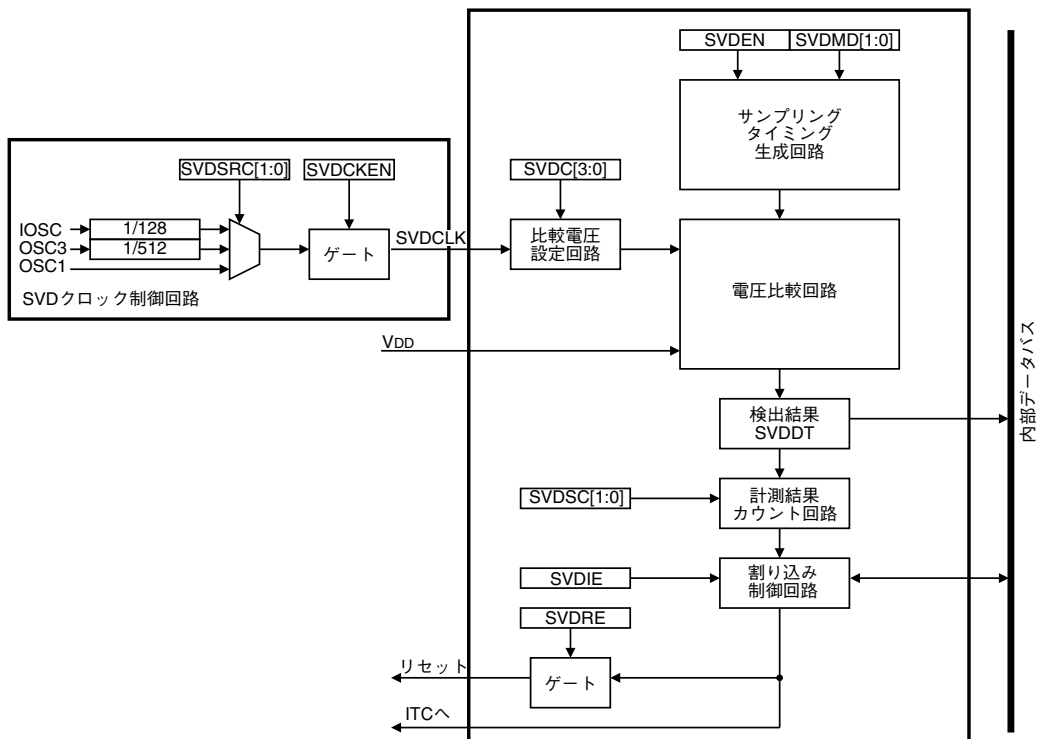 SVDEN
SVDMD[1:0]
サンプリング
タイミング
生成回路
SVDSRC[1:0]
SVDCKEN
SVDC[3:0]
IOSC
1/128
OSC3
1/512
OSC1
ゲート
SVDCLK
比較電圧
設定回路
電圧比較回路
SVDクロック制御回路
VDD
検出結果
SVDDT
内部データバス
SVDSC[1:0]
計測結果
カウント回路
SVDIE
割り込み
制御回路
SVDRE
リセット
ゲート
ITCへ